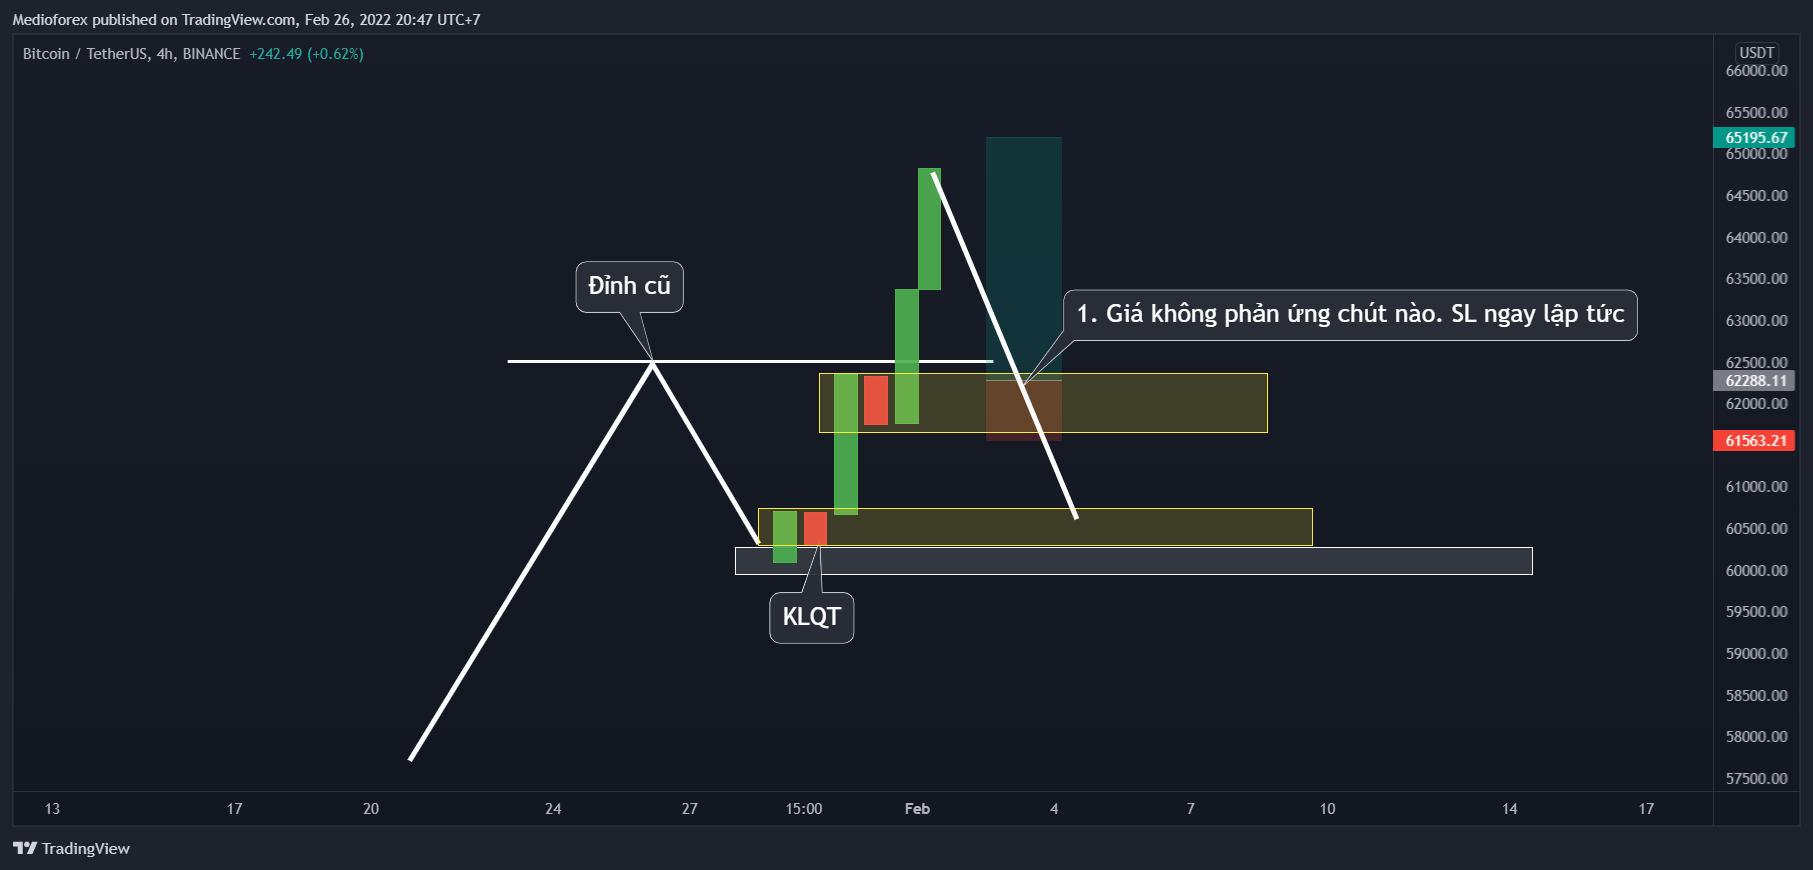 Medioforex published on TradingView.com, Feb 26, 2022 20:47 UTC+7
Bitcoin / TetherUS, 4h, BINANCE +242.49 (+0.62%)
USDT
66000.00
65500.00
65195.67
65000.00
64500.00
64000.00
63500.00
63000.00
62500.00
62288.11
62000.00
61563.21
61000.00
60500.00
60000.00
59500.00
59000.00
58500.00
58000.00
57500.00
Đỉnh cũ
1. Giá không phản ứng chút nào. SL ngay lập tức
KLQT
13 17 20 24 27 15:00 Feb 4 7 10 14 17
TradingView